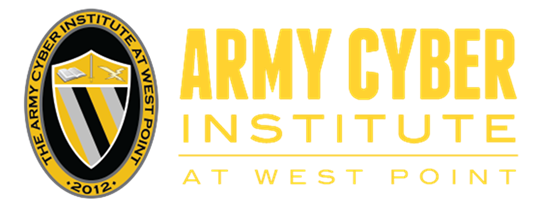 THE ARMY CYBER INSTITUTE AT WEST POINT
• 2012 •
ARMY CYBER
INSTITUTE
AT WEST POINT